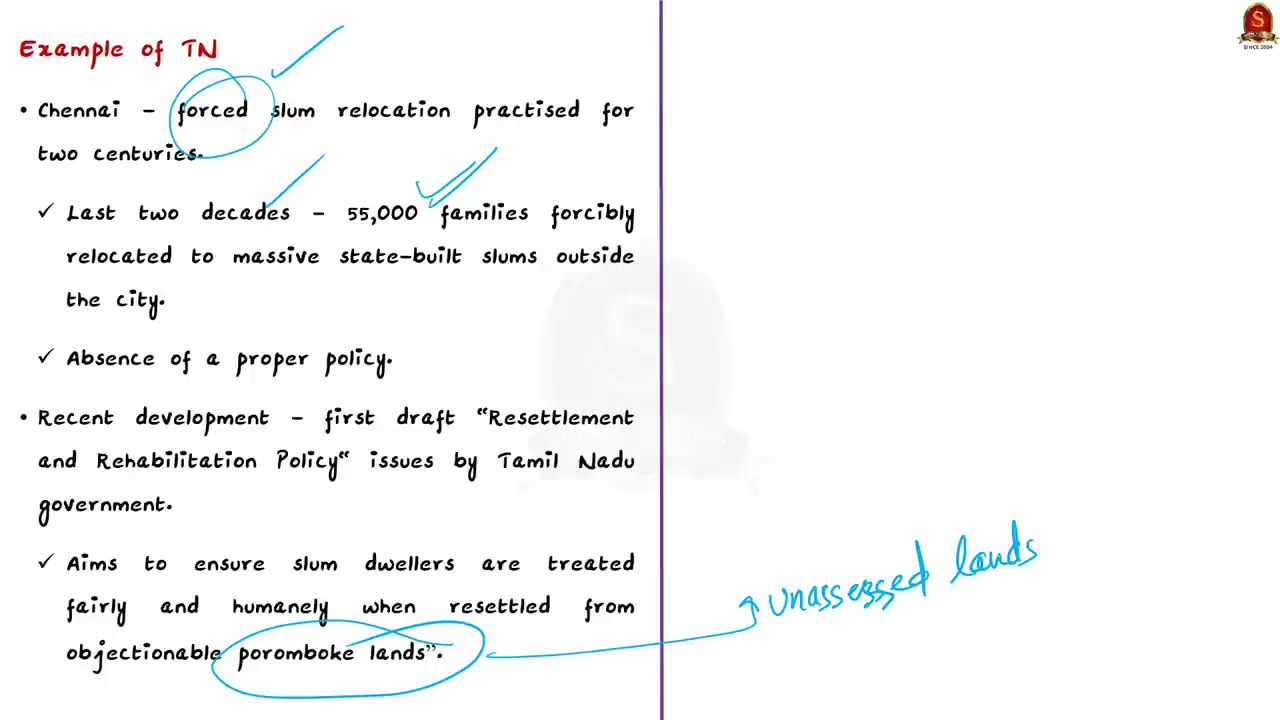 Example of TN
• Chennai – forced slum relocation practised for
two centuries.
✓ Last two decades – 55,000 families forcibly
relocated to massive state-built slums outside
the city.
✓ Absence of a proper policy.
• Recent development – first draft “Resettlement
and Rehabilitation Policy“ issues by Tamil Nadu
government.
✓ Aims to ensure slum dwellers are treated
fairly and humanely when resettled from
objectionable poromboke lands”.
unassessed lands
S
SINCE 2004